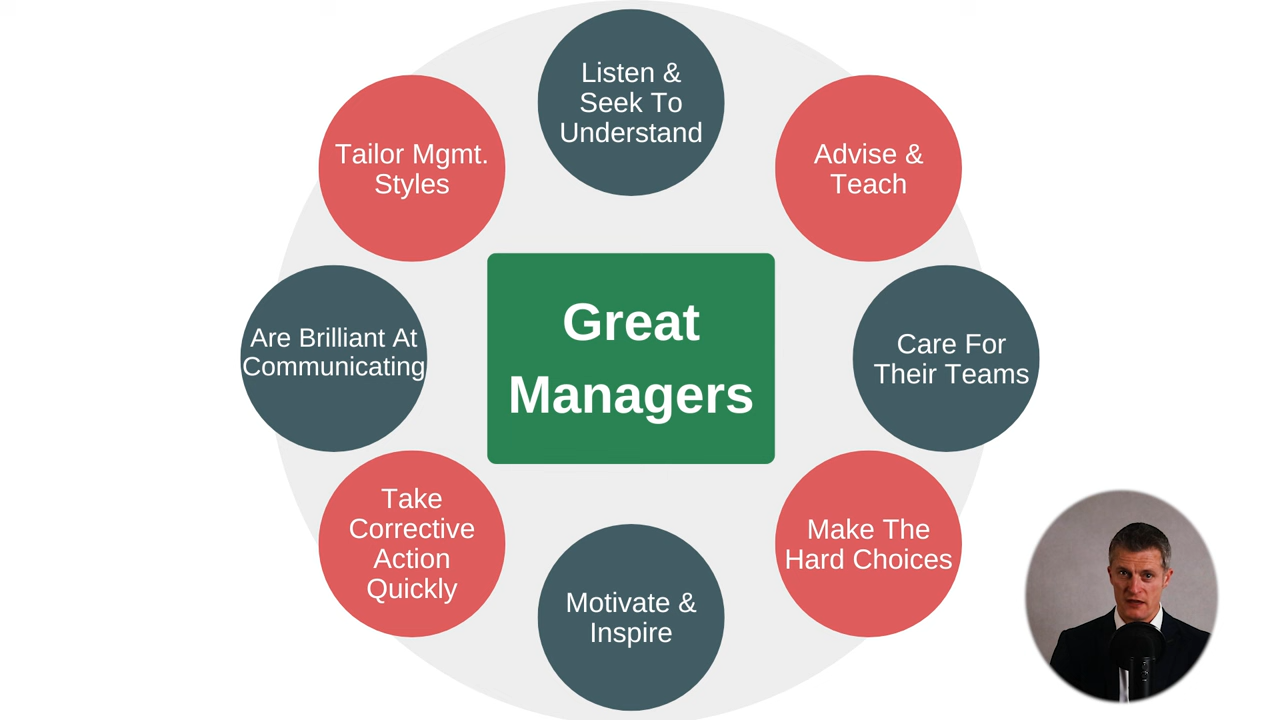 Listen &
Seek To
Understand
Tailor Mgmt.
Styles
Advise &
Teach
Are Brilliant At
Communicating
Great
Managers
Care For
Their Teams
Take
Corrective
Action
Quickly
Make The
Hard Choices
Motivate &
Inspire